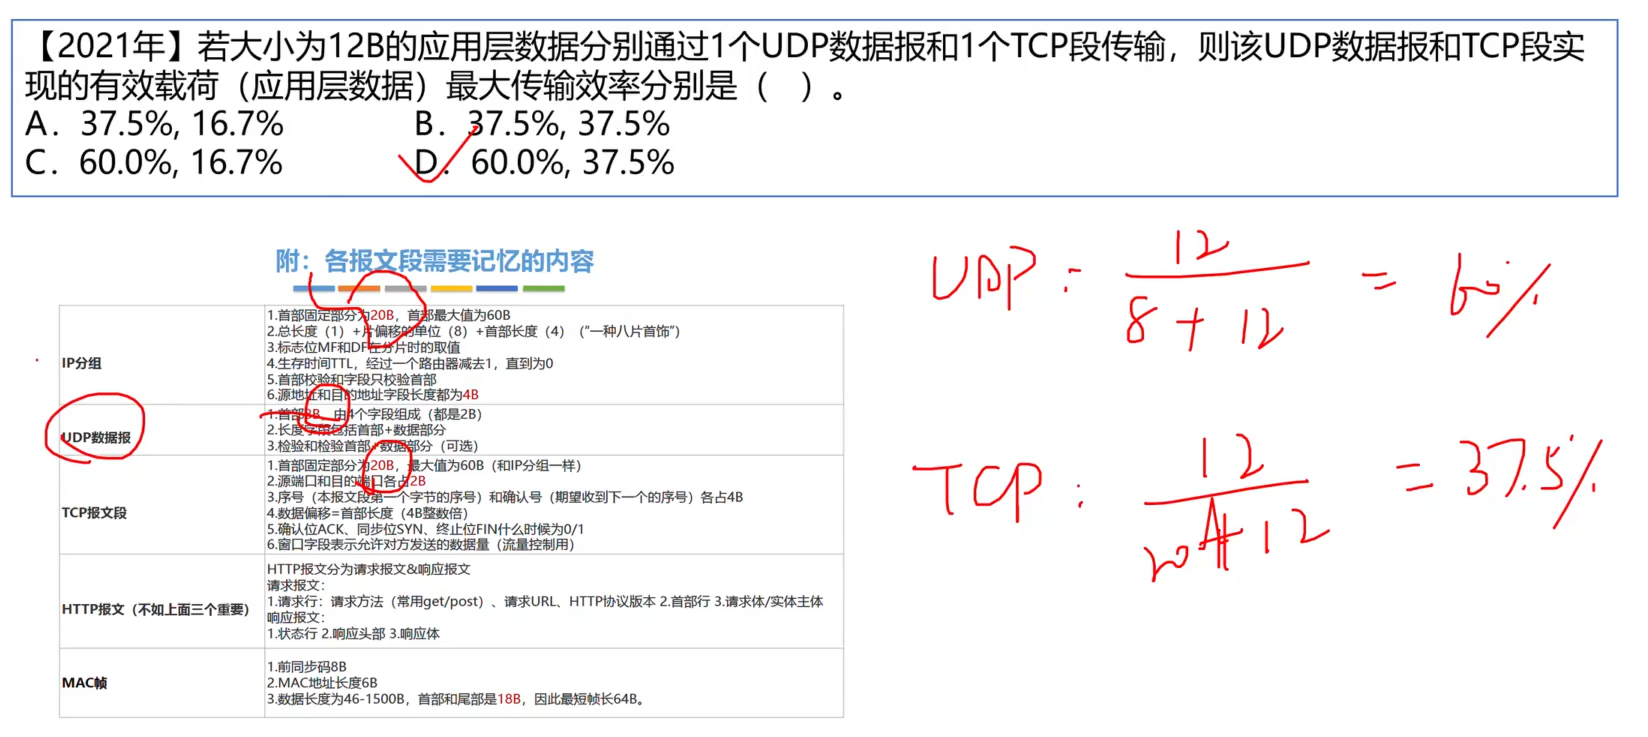 【2021年】若大小为12B的应用层数据分别通过1个UDP数据报和1个TCP段传输，则该UDP数据报和TCP段实
现的有效载荷（应用层数据）最大传输效率分别是（ ）。
A. 37.5%, 16.7% B. 37.5%, 37.5%
C. 60.0%, 16.7% D. 60.0%, 37.5%
附：各报文段需要记忆的内容
IP分组
1.首部固定部分为20B，首部最大值为60B
2.总长度（1）+片偏移的单位（8）+首部长度（4）（“一种八片首饰”）
3.标志位MF和DF在分片时的取值
4.生存时间TTL，经过一个路由器减去1，直到为0
5.首部校验和字段只校验首部
6.源地址和目的地址字段长度都为4B
UDP数据报
1.首部8B，由4个字段组成（都是2B）
2.长度字段包括首部+数据部分
3.检验和检验首部+数据部分（可选）
TCP报文段
1.首部固定部分为20B，最大值为60B（和IP分组一样）
2.源端口和目的端口各占2B
3.序号（本报文段第一个字节的序号）和确认号（期望收到下一个的序号）各占4B
4.数据偏移=首部长度（4B整数倍）
5.确认位ACK、同步位SYN、终止位FIN什么时候为0/1
6.窗口字段表示允许对方发送的数据量（流量控制用）
HTTP报文（不如上面三个重要）
HTTP报文分为请求报文&响应报文
请求报文：
1.请求行：请求方法（常用get/post）、请求URL、HTTP协议版本 2.首部行 3.请求体/实体主体
响应报文：
1.状态行 2.响应头部 3.响应体
MAC帧
1.前同步码8B
2.MAC地址长度6B
3.数据长度为46-1500B，首部和尾部是18B，因此最短帧长64B。
UDP: 12
8+12
= 60%
TCP: 12
20+12
= 37.5%